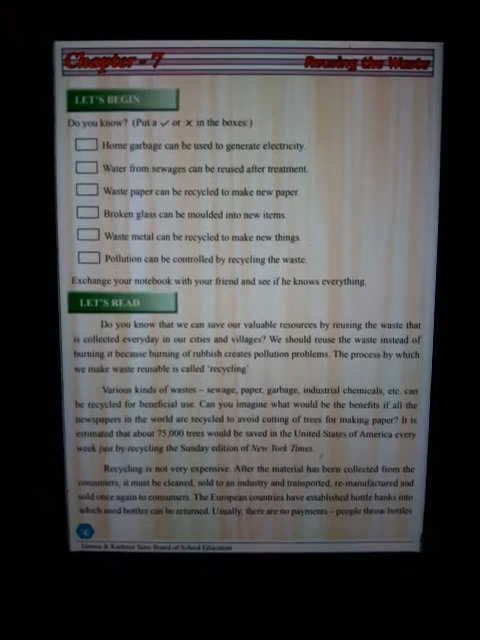 Chapter - 7
Reusing the Waste
LET'S BEGIN
Do you know? (Put a ✓ or × in the boxes:)
Home garbage can be used to generate electricity.
Water from sewages can be reused after treatment.
Waste paper can be recycled to make new paper.
Broken glass can be moulded into new items.
Waste metal can be recycled to make new things.
Pollution can be controlled by recycling the waste.
Exchange your notebook with your friend and see if he knows everything.
LET'S READ
Do you know that we can save our valuable resources by reusing the waste that
is collected everyday in our cities and villages? We should reuse the waste instead of
burning it because burning of rubbish creates pollution problems. The process by which
we make waste reusable is called 'recycling'.
Various kinds of wastes – sewage, paper, garbage, industrial chemicals, etc. can
be recycled for beneficial use. Can you imagine what would be the benefits if all the
newspapers in the world are recycled to avoid cutting of trees for making paper? It is
estimated that about 75,000 trees would be saved in the United States of America every
week just by recycling the Sunday edition of New York Times.
Recycling is not very expensive. After the material has been collected from the
consumers, it must be cleaned, sold to an industry and transported, re-manufactured and
sold once again to consumers. The European countries have established bottle banks into
which used bottles can be returned. Usually, there are no payments – people throw bottles
Jammu & Kashmir State Board of School Education